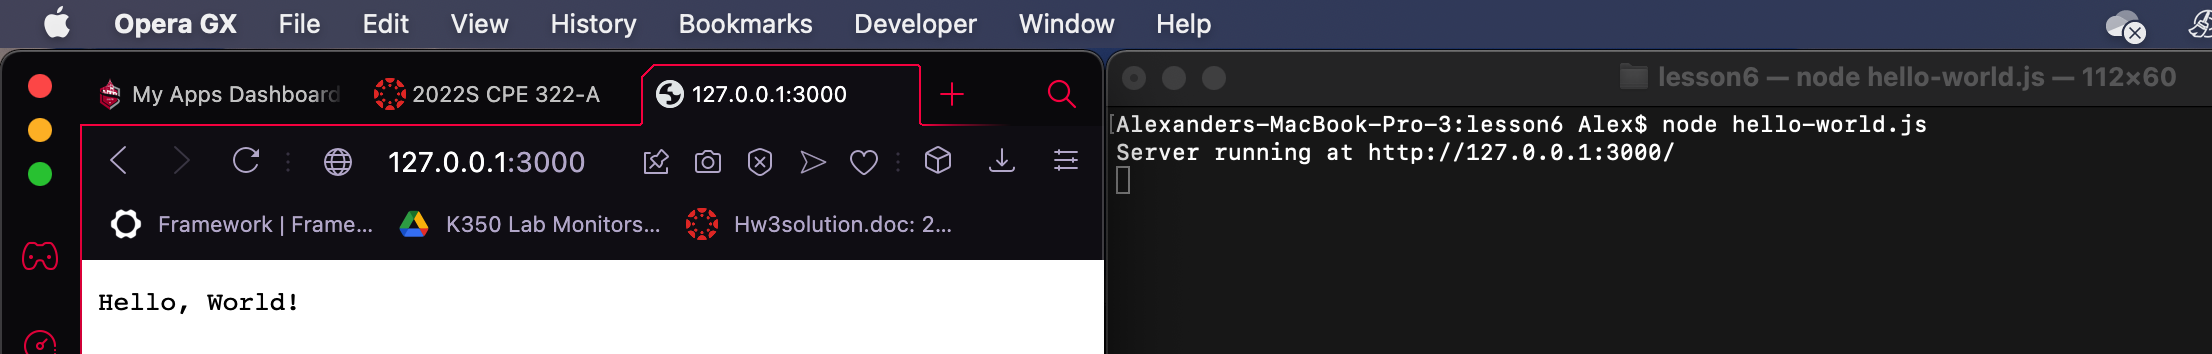 Opera GX File Edit View History Bookmarks Developer Window Help
My Apps Dashboard 2022S CPE 322-A 127.0.0.1:3000
127.0.0.1:3000
Framework | Frame... K350 Lab Monitors... Hw3solution.doc: 2...
Hello, World!
lesson6 — node hello-world.js — 112×60
[Alexanders-MacBook-Pro-3:lesson6 Alex$ node hello-world.js
Server running at http://127.0.0.1:3000/